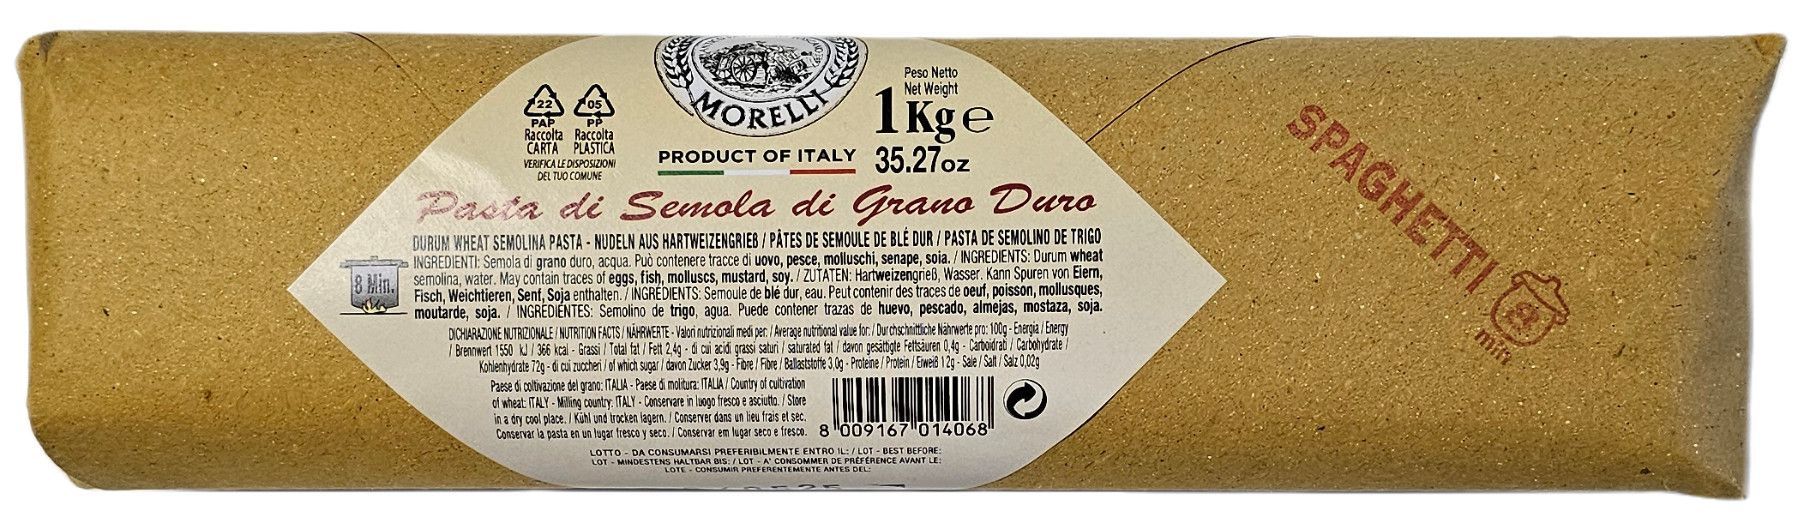 MORELLI
PRODUCT OF ITALY
Peso Netto
Net Weight
1Kg e
35.27oz
22
PAP
Raccolta
CARTA
05
PP
Raccolta
PLASTICA
VERIFICA LE DISPOSIZIONI
DEL TUO COMUNE
Pasta di Semola di Grano Duro
DURUM WHEAT SEMOLINA PASTA - NUDELN AUS HARTWEIZENGRIEß / PÂTES DE SEMOULE DE BLÉ DUR / PASTA DE SEMOLINO DE TRIGO
8 Min.
INGREDIENTI: Semola di grano duro, acqua. Può contenere tracce di uovo, pesce, molluschi, senape, soia. / INGREDIENTS: Durum wheat
semolina, water. May contain traces of eggs, fish, molluscs, mustard, soy. / ZUTATEN: Hartweizengrieß, Wasser. Kann Spuren von Eiern,
Fisch, Weichtieren, Senf, Soja enthalten. / INGRÉDIENTS: Semoule de blé dur, eau. Peut contenir des traces de oeuf, poisson, mollusques,
moutarde, soja. / INGREDIENTES: Semolino de trigo, agua. Puede contener trazas de huevo, pescado, almejas, mostaza, soja.
DICHIARAZIONE NUTRIZIONALE / NUTRITION FACTS / NÄHRWERTE - Valori nutrizionali medi per: / Average nutritional value for: / Durchschnittliche Nährwerte pro: 100g - Energia / Energy
/ Brennwert 1550 kJ / 366 kcal - Grassi / Total fat / Fett 2,4g - di cui acidi grassi saturi / saturated fat / davon gesättigte Fettsäuren 0,4g - Carboidrati / Carbohydrate /
Kohlenhydrate 72g - di cui zuccheri / of which sugar / davon Zucker 3,9g - Fibre / Fibre / Ballaststoffe 3,0g - Proteine / Protein / Eiweiß 12g - Sale / Salt / Salz 0,02g
Paese di coltivazione del grano: ITALIA - Paese di molitura: ITALIA / Country of cultivation
of wheat: ITALY - Milling country: ITALY - Conservare in luogo fresco e asciutto. / Store
in a dry cool place. / Kühl und trocken lagern. / Conserver dans un lieu frais et sec.
Conservar la pasta en un lugar fresco y seco. / Conservar em lugar seco e fresco.
8 009167 014068
LOTTO - DA CONSUMARSI PREFERIBILMENTE ENTRO IL: / LOT - BEST BEFORE:
LOT - MINDESTENS HALTBAR BIS: / LOT - A' CONSOMMER DE PRÉFÉRENCE AVANT LE:
LOTE - CONSUMIR PREFERENTEMENTE ANTES DEL:
SPAGHETTI
min